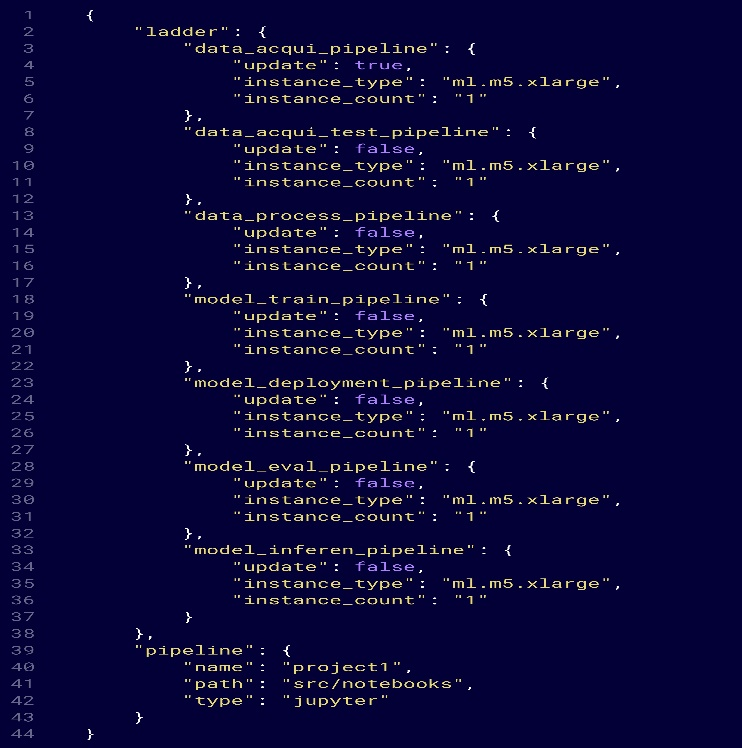 1 {
2 "ladder": {
3 "data_acqui_pipeline": {
4 "update": true,
5 "instance_type": "ml.m5.xlarge",
6 "instance_count": "1"
7 },
8 "data_acqui_test_pipeline": {
9 "update": false,
10 "instance_type": "ml.m5.xlarge",
11 "instance_count": "1"
12 },
13 "data_process_pipeline": {
14 "update": false,
15 "instance_type": "ml.m5.xlarge",
16 "instance_count": "1"
17 },
18 "model_train_pipeline": {
19 "update": false,
20 "instance_type": "ml.m5.xlarge",
21 "instance_count": "1"
22 },
23 "model_deployment_pipeline": {
24 "update": false,
25 "instance_type": "ml.m5.xlarge",
26 "instance_count": "1"
27 },
28 "model_eval_pipeline": {
29 "update": false,
30 "instance_type": "ml.m5.xlarge",
31 "instance_count": "1"
32 },
33 "model_inferen_pipeline": {
34 "update": false,
35 "instance_type": "ml.m5.xlarge",
36 "instance_count": "1"
37 }
38 },
39 "pipeline": {
40 "name": "project1",
41 "path": "src/notebooks",
42 "type": "jupyter"
43 }
44 }